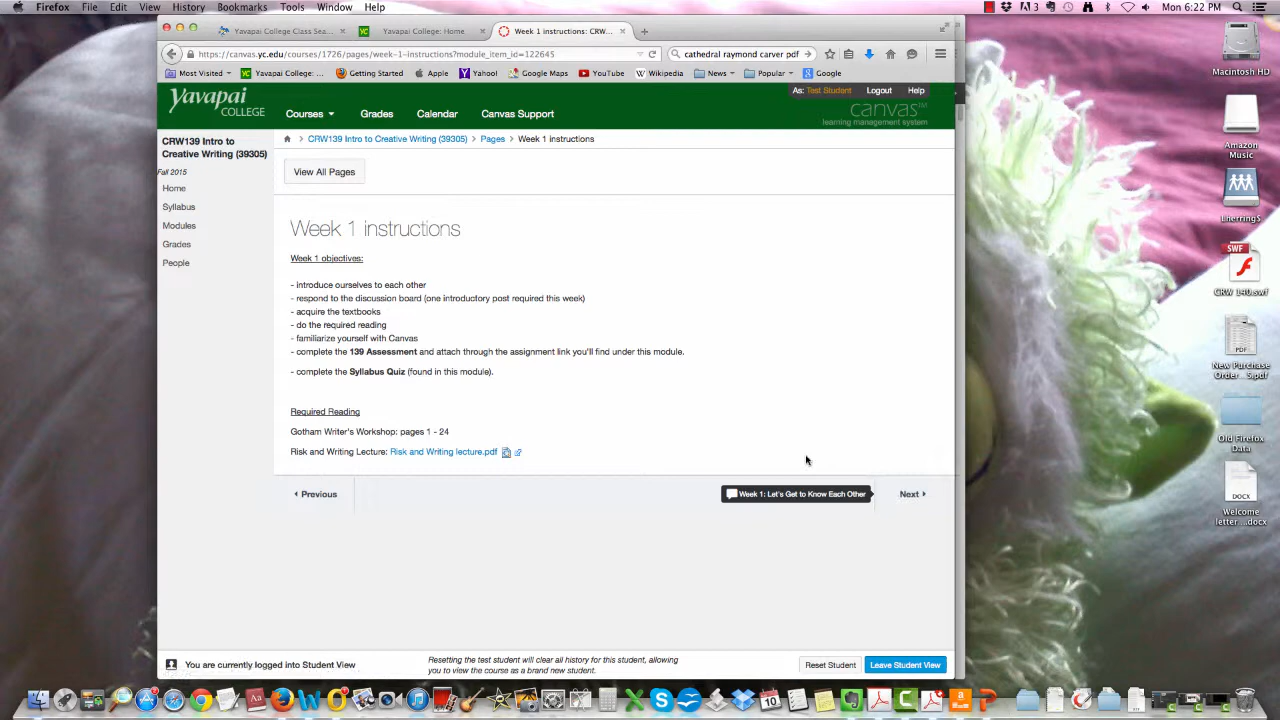 Firefox File Edit View History Bookmarks Tools Window Help
3 Mon 6:22 PM
Yavapai College Class Sea...
YC Yavapai College: Home
Week 1 instructions: CRW...
https://canvas.yc.edu/courses/1726/pages/week-1-instructions?module_item_id=122645
cathedral raymond carver pdf
Most Visited
YC Yavapai College: ...
Getting Started
Apple
Yahoo!
Google Maps
YouTube
Wikipedia
News
Popular
Google
Yavapai
COLLEGE
Courses
Grades
Calendar
Canvas Support
As: Test Student Logout Help
canvas™
learning management system
CRW139 Intro to
Creative Writing (39305)
Fall 2015
Home
Syllabus
Modules
Grades
People
CRW139 Intro to Creative Writing (39305) > Pages > Week 1 instructions
View All Pages
Week 1 instructions
Week 1 objectives:
- introduce ourselves to each other
- respond to the discussion board (one introductory post required this week)
- acquire the textbooks
- do the required reading
- familiarize yourself with Canvas
- complete the 139 Assessment and attach through the assignment link you'll find under this module.
- complete the Syllabus Quiz (found in this module).
Required Reading
Gotham Writer's Workshop: pages 1 - 24
Risk and Writing Lecture: Risk and Writing lecture.pdf
Previous
Week 1: Let's Get to Know Each Other
Next
You are currently logged into Student View
Resetting the test student will clear all history for this student, allowing
you to view the course as a brand new student.
Reset Student
Leave Student View
Macintosh HD
Amazon
Music
LherringS
SWF
CRW 140.swf
PDF
New Purchase
Order ...S.pdf
Old Firefox
Data
DOCX
Welcome
letter....docx